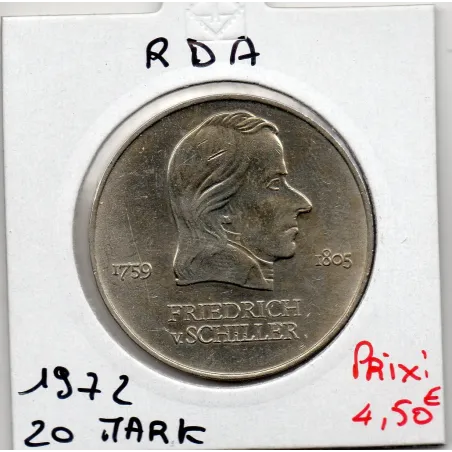 RDA
1759 1805
FRIEDRICH
v.SCHILLER
1972
20 MARK
Prix:
4,50€